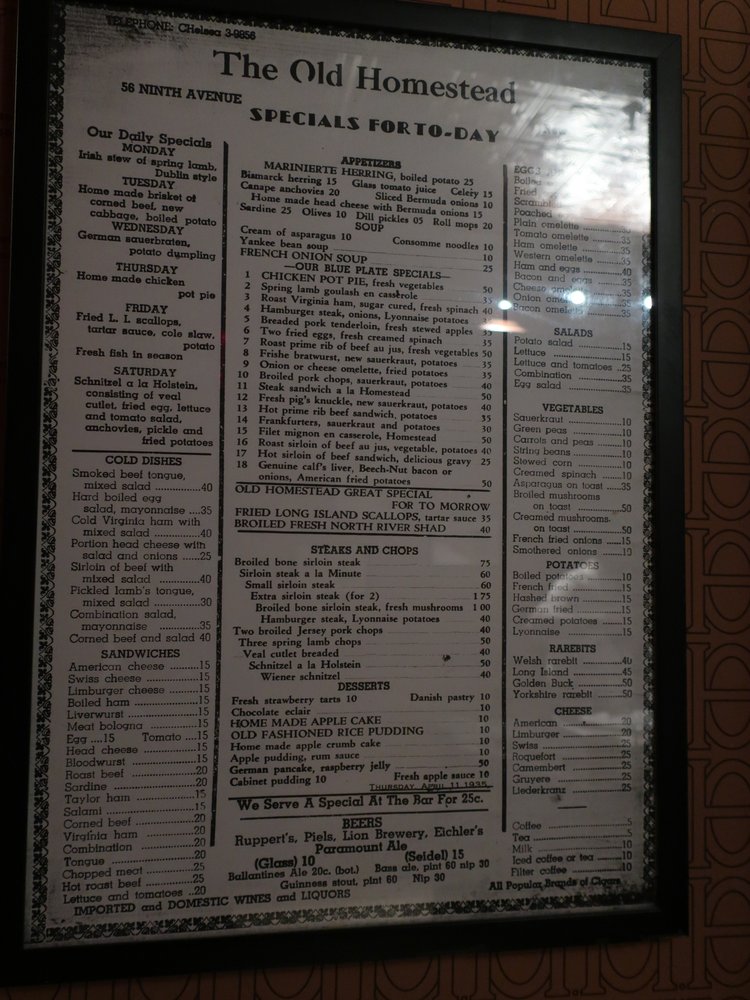 TELEPHONE: CHelsea 3-9856
The Old Homestead
56 NINTH AVENUE
SPECIALS FOR TO-DAY
Our Daily Specials
MONDAY
Irish stew of spring lamb,
Dublin style
TUESDAY
Home made brisket of
corned beef, new
cabbage, boiled potato
WEDNESDAY
German sauerbraten,
potato dumpling
THURSDAY
Home made chicken
pot pie
FRIDAY
Fried L. I. scallops,
tartar sauce, cole slaw,
potato
Fresh fish in season
SATURDAY
Schnitzel a la Holstein,
consisting of veal
cutlet, fried egg, lettuce
and tomato salad,
anchovies, pickle and
fried potatoes
COLD DISHES
Smoked beef tongue,
mixed salad ..............40
Hard boiled egg
salad, mayonnaise ....35
Cold Virginia ham with
mixed salad ..............40
Portion head cheese with
salad and onions ......25
Sirloin of beef with
mixed salad ..............40
Pickled lamb's tongue,
mixed salad ..............30
Combination salad,
mayonnaise ..............35
Corned beef and salad 40
SANDWICHES
American cheese ..........15
Swiss cheese ..............15
Limburger cheese ..........15
Boiled ham ..............15
Liverwurst ..............15
Meat bologna ..............15
Egg ....15 Tomato ....15
Head cheese ..............15
Bloodwurst ..............15
Roast beef ..............20
Sardine ..............20
Taylor ham ..............15
Salami ..............15
Corned beef ..............20
Virginia ham ..............20
Combination ..............20
Tongue ..............20
Chopped meat ..............25
Hot roast beef ..............25
Lettuce and tomatoes ..20
IMPORTED and DOMESTIC WINES and LIQUORS
APPETIZERS
MARINIERTE HERRING, boiled potato 25
Bismarck herring 15 Glass tomato juice Celery 15
Canape anchovies 20 Sliced Bermuda onions 10
Home made head cheese with Bermuda onions 15
Sardine 25 Olives 10 Dill pickles 05 Roll mops 20
SOUP
Cream of asparagus 10 Consomme noodles 10
Yankee bean soup 10
FRENCH ONION SOUP 25
—OUR BLUE PLATE SPECIALS—
1 CHICKEN POT PIE, fresh vegetables 50
2 Spring lamb goulash en casserole 35
3 Roast Virginia ham, sugar cured, fresh spinach 40
4 Hamburger steak, onions, Lyonnaise potatoes
5 Breaded pork tenderloin, fresh stewed apples 35
6 Two fried eggs, fresh creamed spinach 35
7 Roast prime rib of beef au jus, fresh vegetables 50
8 Frishe bratwurst, new sauerkraut, potatoes 35
9 Onion or cheese omelette, fried potatoes 35
10 Broiled pork chops, sauerkraut, potatoes 40
11 Steak sandwich a la Homestead 50
12 Fresh pig's knuckle, new sauerkraut, potatoes 40
13 Hot prime rib beef sandwich, potatoes 35
14 Frankfurters, sauerkraut and potatoes 30
15 Filet mignon en casserole, Homestead 50
16 Roast sirloin of beef au jus, vegetable, potatoes 40
17 Hot sirloin of beef sandwich, delicious gravy 25
18 Genuine calf's liver, Beech-Nut bacon or
onions, American fried potatoes 50
OLD HOMESTEAD GREAT SPECIAL
FOR TO MORROW
FRIED LONG ISLAND SCALLOPS, tartar sauce 35
BROILED FRESH NORTH RIVER SHAD 40
STEAKS AND CHOPS
Broiled bone sirloin steak 75
Sirloin steak a la Minute 60
Small sirloin steak 60
Extra sirloin steak (for 2) 1 75
Broiled bone sirloin steak, fresh mushrooms 1 00
Hamburger steak, Lyonnaise potatoes 40
Two broiled Jersey pork chops 40
Three spring lamb chops 50
Veal cutlet breaded 40
Schnitzel a la Holstein 50
Wiener schnitzel 40
DESSERTS
Fresh strawberry tarts 10 Danish pastry 10
Chocolate eclair 10
HOME MADE APPLE CAKE 10
OLD FASHIONED RICE PUDDING 10
Home made apple crumb cake 10
Apple pudding, rum sauce 10
German pancake, raspberry jelly 50
Cabinet pudding 10 Fresh apple sauce 10
THURSDAY, APRIL 11 1935
We Serve A Special At The Bar For 25c.
BEERS
Ruppert's, Piels, Lion Brewery, Eichler's
Paramount Ale
(Glass) 10 (Seidel) 15
Ballantines Ale 20c. (bot.) Bass ale, pint 60 nip 30
Guinness stout, pint 60 Nip 30
EGGS
Boiled
Fried
Scrambled
Poached
Plain omelette ..........35
Tomato omelette ........35
Ham omelette ..........35
Western omelette ......35
Ham and eggs ..........40
Bacon and eggs ........35
Cheese omelette ........35
Onion omelette
Bacon omelette ........35
SALADS
Potato salad ..............15
Lettuce ..............15
Lettuce and tomatoes ..25
Combination ..............35
Egg salad ..............35
VEGETABLES
Sauerkraut ..............10
Green peas ..............10
Carrots and peas ........10
String beans ..............10
Stewed corn ..............10
Creamed spinach ........10
Asparagus on toast ......35
Broiled mushrooms
on toast ..............50
Creamed mushrooms,
on toast ..............50
French fried onions ......15
Smothered onions ........10
POTATOES
Boiled potatoes ..........10
French fried ..............15
Hashed brown ..........15
German fried ..............15
Creamed potatoes ........15
Lyonnaise ..............15
RAREBITS
Welsh rarebit ..............40
Long Island ..............45
Golden Buck ..............50
Yorkshire rarebit ..........50
CHEESE
American ..............20
Limburger ..............20
Swiss ..............25
Roquefort ..............25
Camembert ..............25
Gruyere ..............25
Liederkranz ..............25
Coffee ..............5
Tea ..............5
Milk ..............10
Iced coffee or tea ........10
Filter coffee ..............10
All Popular Brands of Cigars